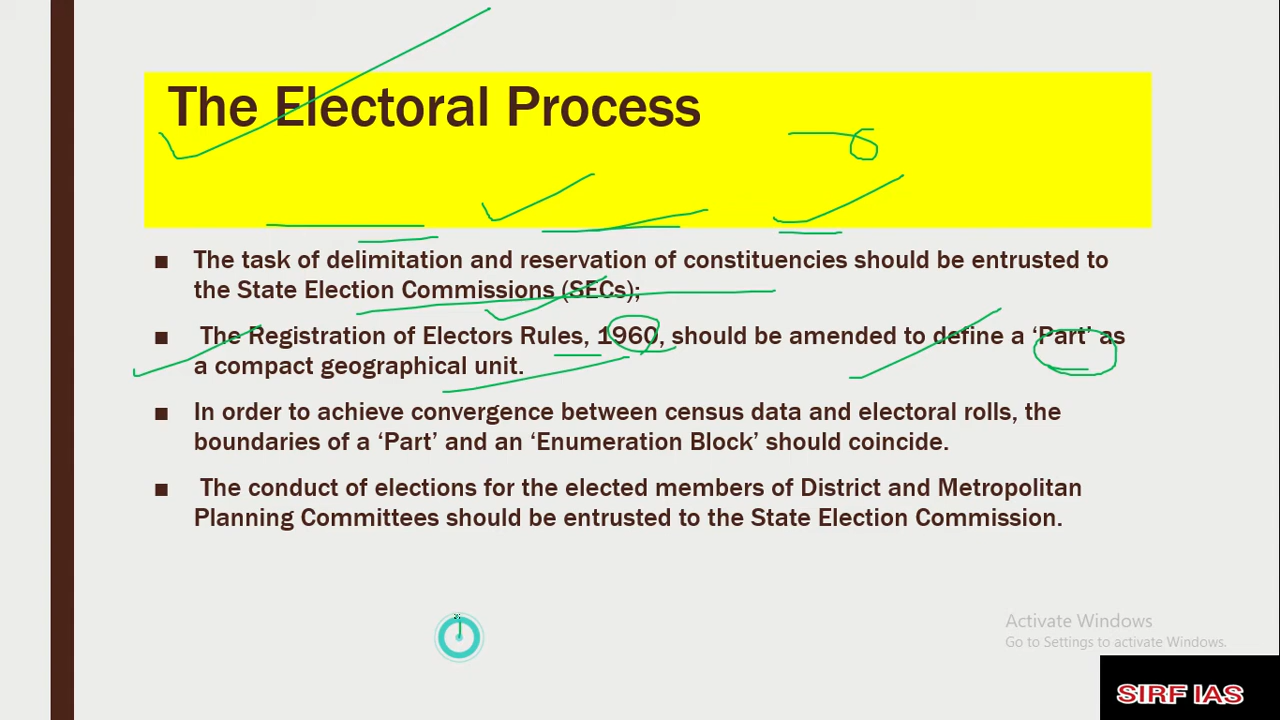 The Electoral Process
■ The task of delimitation and reservation of constituencies should be entrusted to
the State Election Commissions (SECs);
■ The Registration of Electors Rules, 1960, should be amended to define a ‘Part’ as
a compact geographical unit.
■ In order to achieve convergence between census data and electoral rolls, the
boundaries of a ‘Part’ and an ‘Enumeration Block’ should coincide.
■ The conduct of elections for the elected members of District and Metropolitan
Planning Committees should be entrusted to the State Election Commission.
Activate Windows
Go to Settings to activate Windows.
SIRF IAS